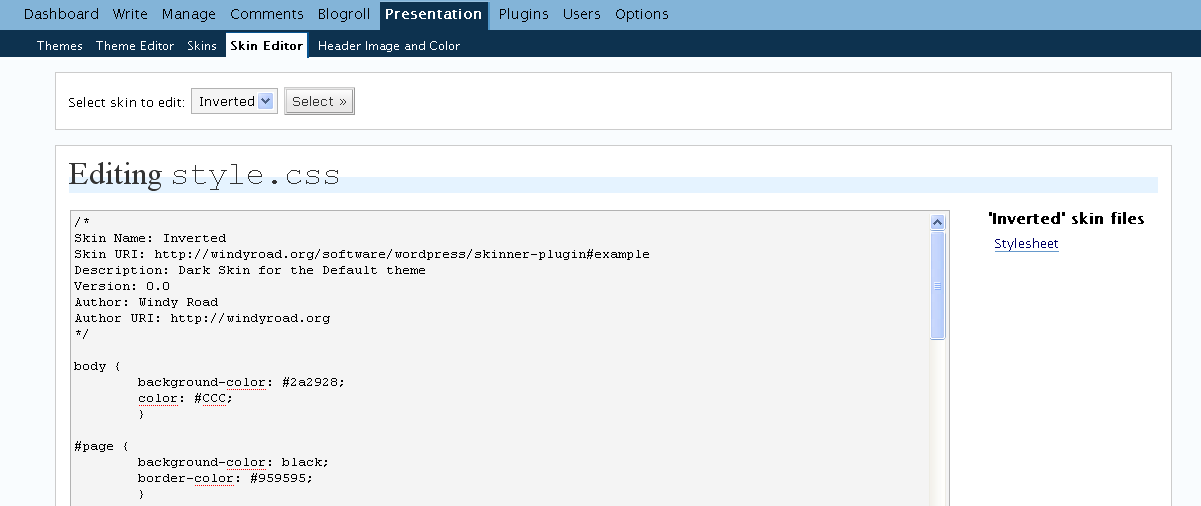 Dashboard Write Manage Comments Blogroll Presentation Plugins Users Options
Themes Theme Editor Skins Skin Editor Header Image and Color
Select skin to edit: Inverted Select »
Editing style.css
/*
Skin Name: Inverted
Skin URI: http://windyroad.org/software/wordpress/skinner-plugin#example
Description: Dark Skin for the Default theme
Version: 0.0
Author: Windy Road
Author URI: http://windyroad.org
*/
body {
background-color: #2a2928;
color: #CCC;
}
#page {
background-color: black;
border-color: #959595;
}
'Inverted' skin files
Stylesheet